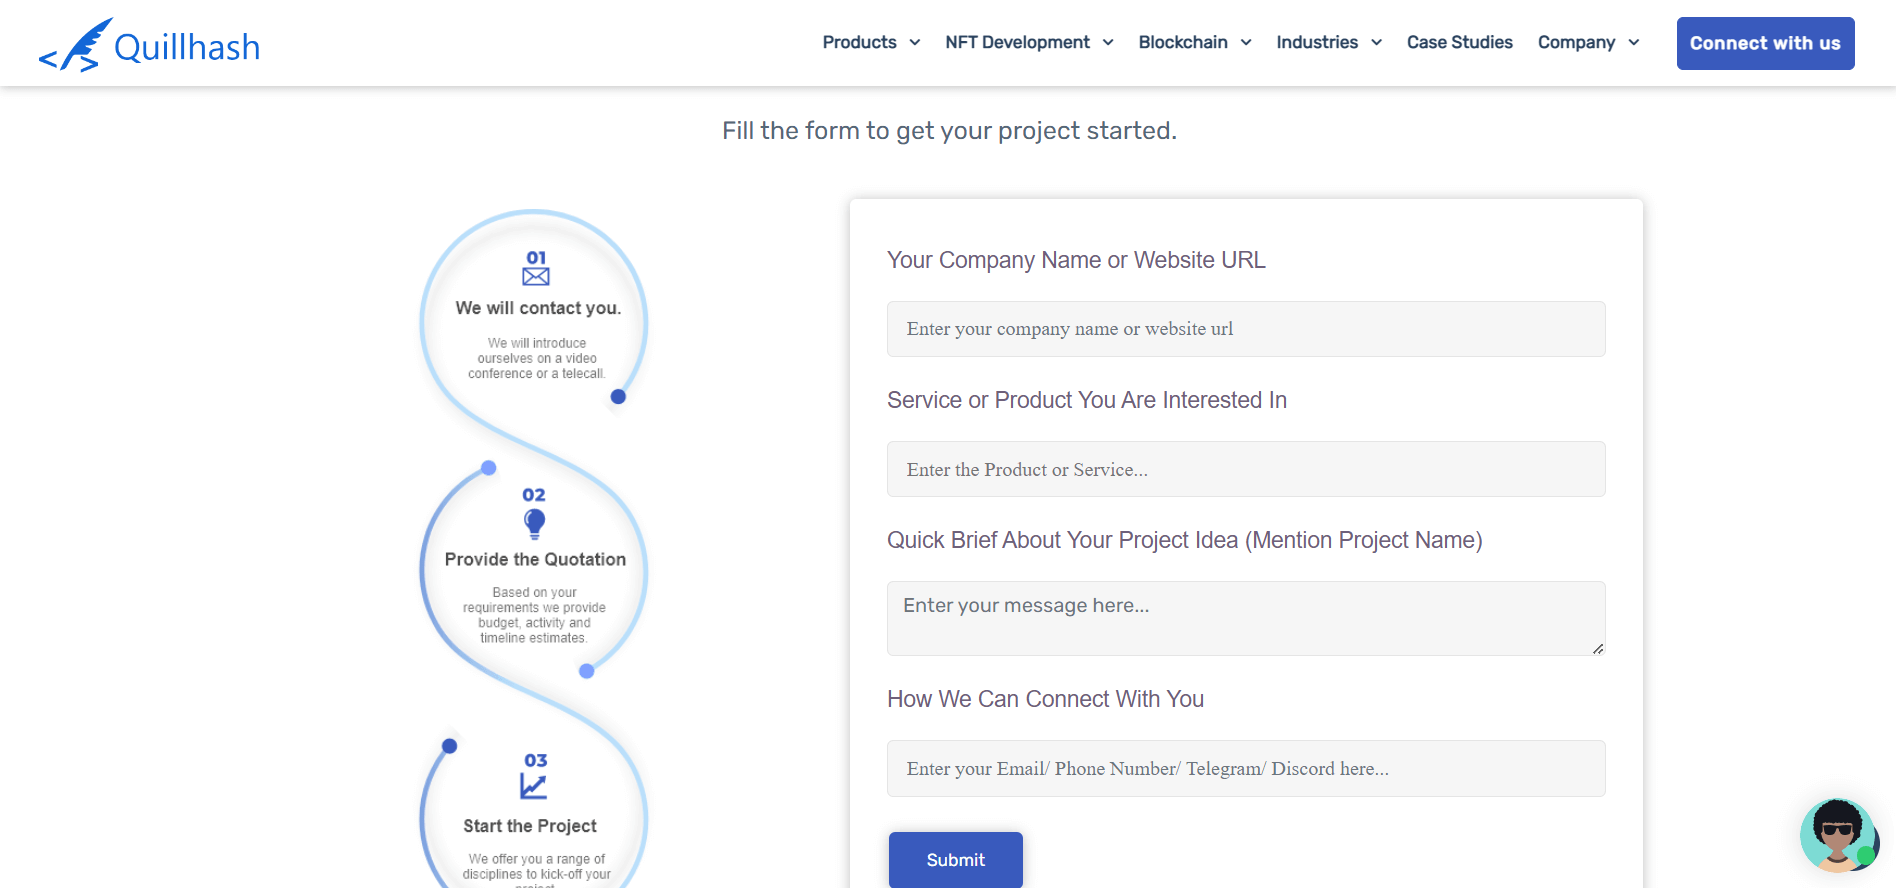 Quillhash
Products
NFT Development
Blockchain
Industries
Case Studies
Company
Connect with us
Fill the form to get your project started.
01
We will contact you.
We will introduce
ourselves on a video
conference or a telecall.
02
Provide the Quotation
Based on your
requirements we provide
budget, activity and
timeline estimates.
03
Start the Project
We offer you a range of
disciplines to kick-off your
Your Company Name or Website URL
Enter your company name or website url
Service or Product You Are Interested In
Enter the Product or Service...
Quick Brief About Your Project Idea (Mention Project Name)
Enter your message here...
How We Can Connect With You
Enter your Email/ Phone Number/ Telegram/ Discord here...
Submit